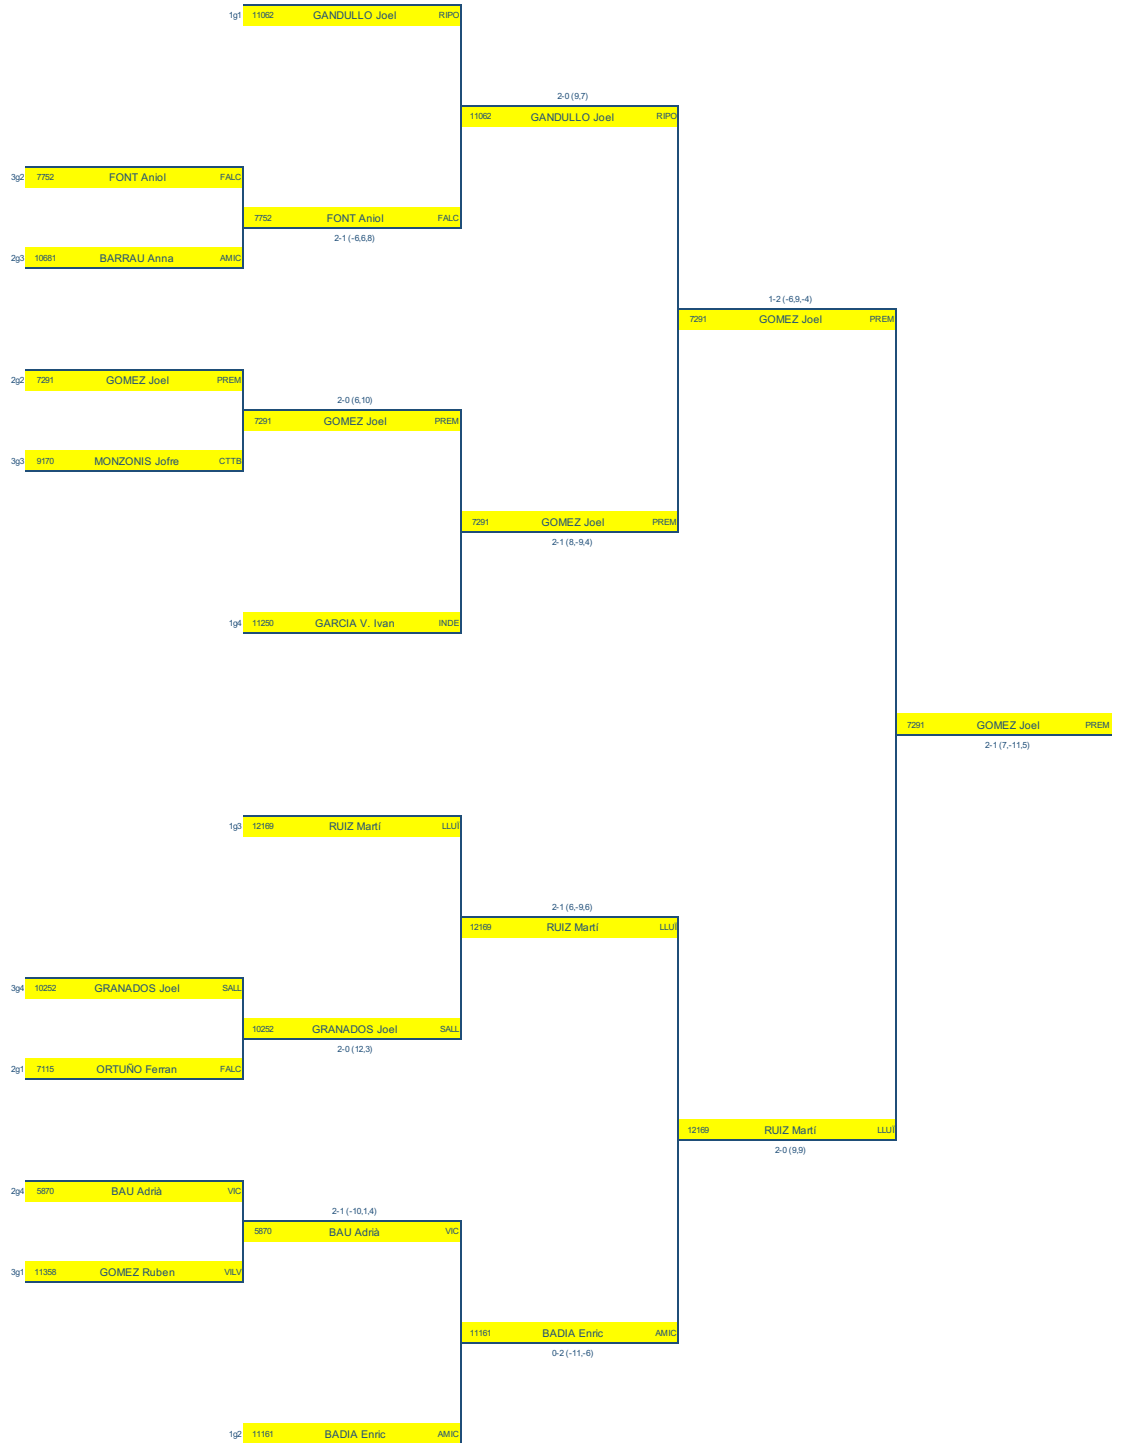 1g1 11062 GANDULLO Joel RIPO
2-0 (9,7)
11062 GANDULLO Joel RIPO
3g2 7752 FONT Aniol FALC
7752 FONT Aniol FALC
2-1 (-6,6,8)
2g3 10681 BARRAU Anna AMIC
1-2 (-6,9,-4)
7291 GOMEZ Joel PREM
2g2 7291 GOMEZ Joel PREM
2-0 (6,10)
7291 GOMEZ Joel PREM
3g3 9170 MONZONIS Jofre CTTB
7291 GOMEZ Joel PREM
2-1 (8,-9,4)
1g4 11250 GARCIA V. Ivan INDE
7291 GOMEZ Joel PREM
2-1 (7,-11,5)
1g3 12169 RUIZ Martí LLUÏ
2-1 (6,-9,6)
12169 RUIZ Martí LLUÏ
3g4 10252 GRANADOS Joel SALL
10252 GRANADOS Joel SALL
2-0 (12,3)
2g1 7115 ORTUÑO Ferran FALC
12169 RUIZ Martí LLUÏ
2-0 (9,9)
2g4 5870 BAU Adrià VIC
2-1 (-10,1,4)
5870 BAU Adrià VIC
3g1 11358 GOMEZ Ruben VILV
11161 BADIA Enric AMIC
0-2 (-11,-6)
1g2 11161 BADIA Enric AMIC